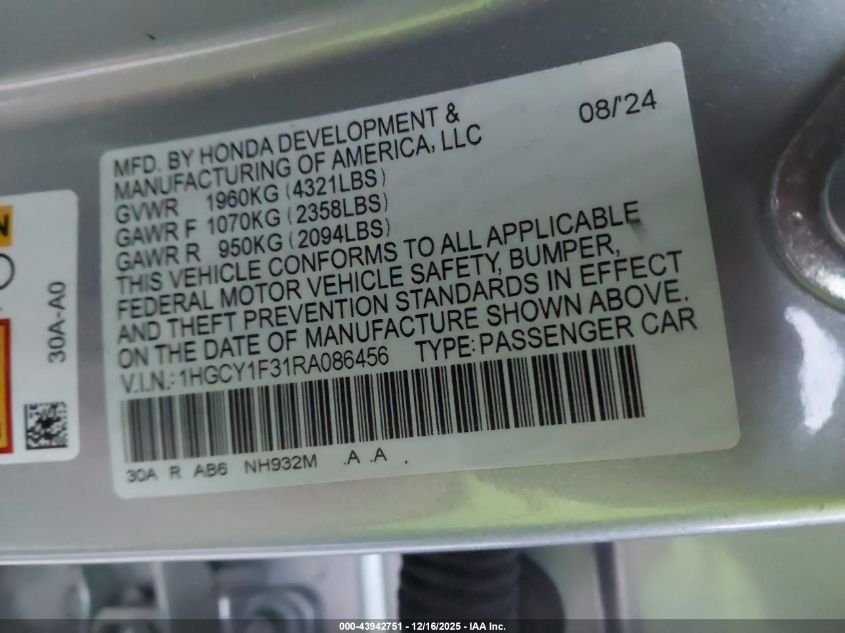 08/'24
MFD. BY HONDA DEVELOPMENT &
MANUFACTURING OF AMERICA, LLC
GVWR 1960KG (4321LBS)
GAWR F 1070KG (2358LBS)
GAWR R 950KG (2094LBS)
THIS VEHICLE CONFORMS TO ALL APPLICABLE
FEDERAL MOTOR VEHICLE SAFETY, BUMPER,
AND THEFT PREVENTION STANDARDS IN EFFECT
ON THE DATE OF MANUFACTURE SHOWN ABOVE.
V.I.N.: 1HGCY1F31RA086456 TYPE: PASSENGER CAR
30A R AB6 NH932M .A .A .
30A-A0
000-43942751 - 12/16/2025 - IAA Inc.